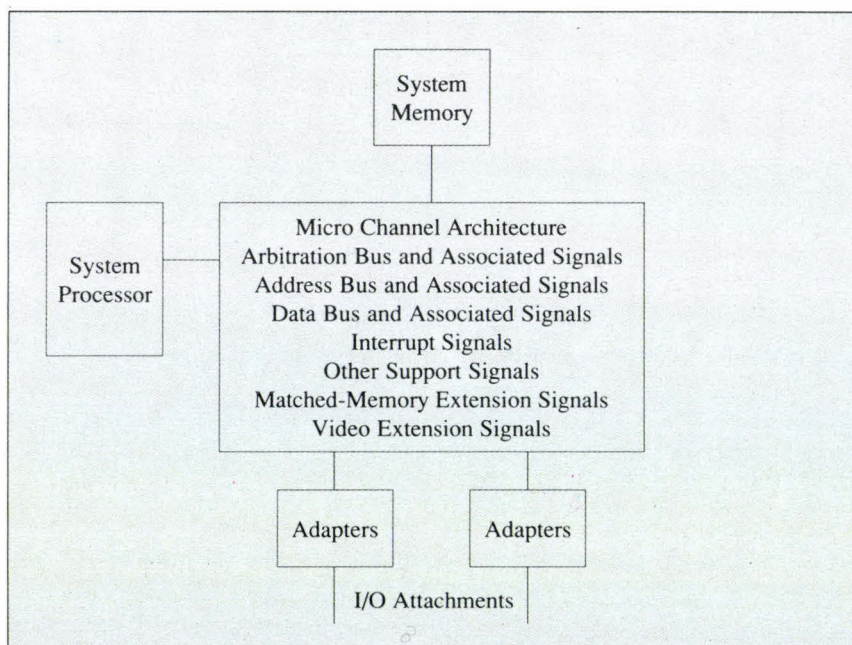 System
Memory
System
Processor
Micro Channel Architecture
Arbitration Bus and Associated Signals
Address Bus and Associated Signals
Data Bus and Associated Signals
Interrupt Signals
Other Support Signals
Matched-Memory Extension Signals
Video Extension Signals
Adapters
Adapters
I/O Attachments